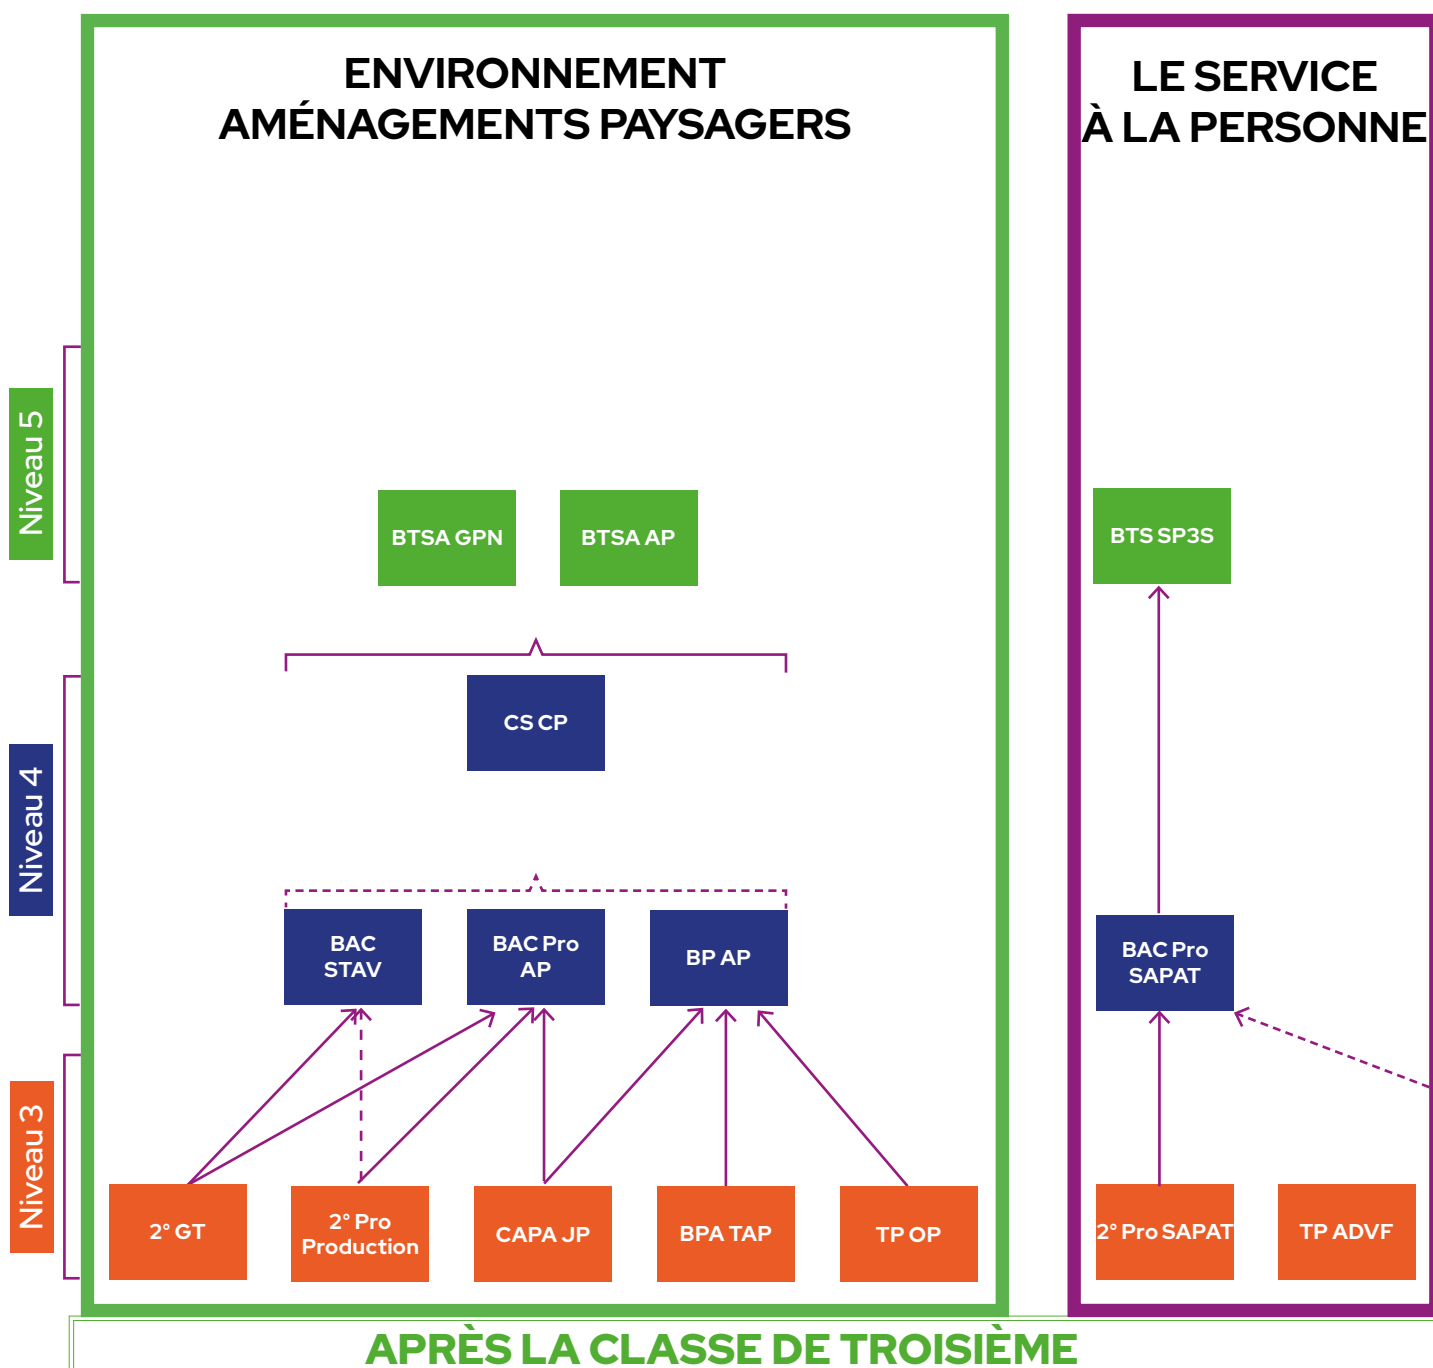 ENVIRONNEMENT
AMÉNAGEMENTS PAYSAGERS
LE SERVICE
À LA PERSONNE
Niveau 5
BTSA GPN
BTSA AP
BTS SP3S
Niveau 4
CS CP
BAC
STAV
BAC Pro
AP
BP AP
BAC Pro
SAPAT
Niveau 3
2° GT
2° Pro
Production
CAPA JP
BPA TAP
TP OP
2° Pro SAPAT
TP ADVF
APRÈS LA CLASSE DE TROISIÈME